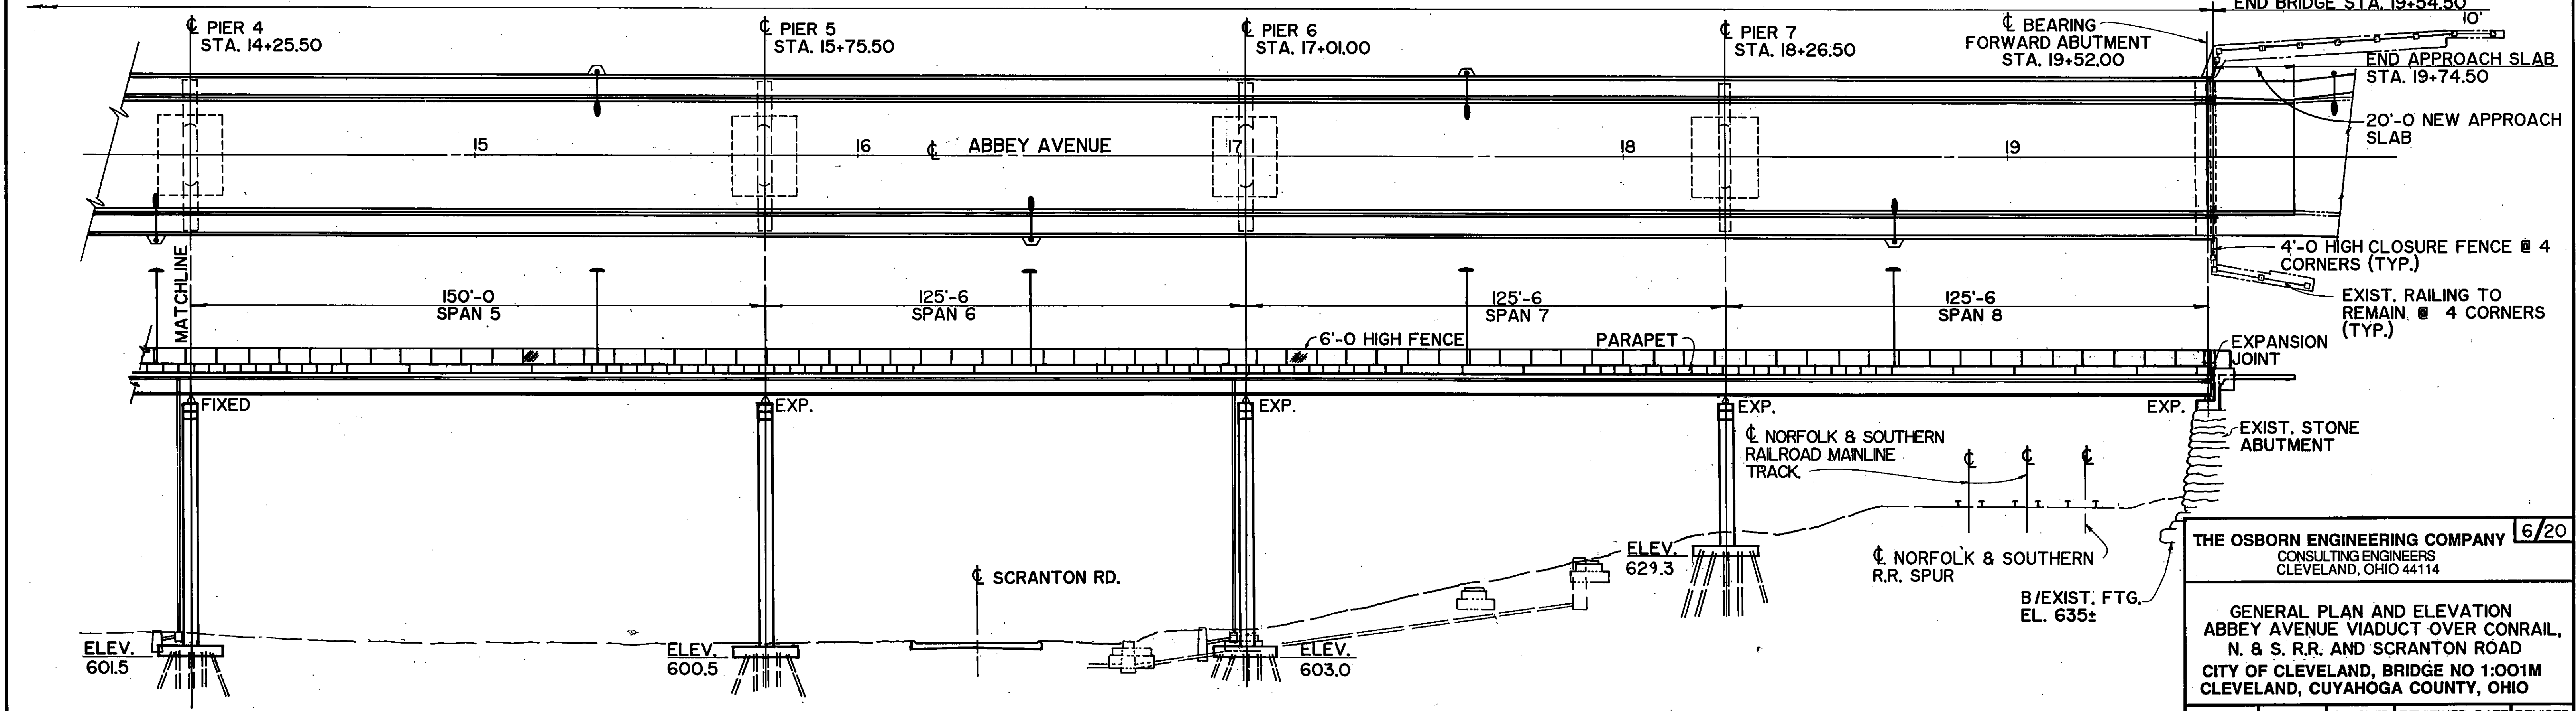 ℄ PIER 4
STA. 14+25.50
℄ PIER 5
STA. 15+75.50
℄ PIER 6
STA. 17+01.00
℄ PIER 7
STA. 18+26.50
℄ BEARING
FORWARD ABUTMENT
STA. 19+52.00
END BRIDGE STA. 19+54.50
10'
END APPROACH SLAB
STA. 19+74.50
20'-0 NEW APPROACH
SLAB
15
16
℄ ABBEY AVENUE
17
18
19
4'-0 HIGH CLOSURE FENCE @ 4
CORNERS (TYP.)
EXIST. RAILING TO
REMAIN @ 4 CORNERS
(TYP.)
MATCHLINE
150'-0
SPAN 5
125'-6
SPAN 6
125'-6
SPAN 7
125'-6
SPAN 8
6'-0 HIGH FENCE
PARAPET
EXPANSION
JOINT
FIXED
EXP.
EXP.
EXP.
EXP.
EXIST. STONE
ABUTMENT
℄ NORFOLK & SOUTHERN
RAILROAD MAINLINE
TRACK.
℄
℄
℄
℄ SCRANTON RD.
ELEV.
629.3
℄ NORFOLK & SOUTHERN
R.R. SPUR
B/EXIST. FTG.
EL. 635±
ELEV.
601.5
ELEV.
600.5
ELEV.
603.0
6/20
THE OSBORN ENGINEERING COMPANY
CONSULTING ENGINEERS
CLEVELAND, OHIO 44114
GENERAL PLAN AND ELEVATION
ABBEY AVENUE VIADUCT OVER CONRAIL,
N. & S. R.R. AND SCRANTON ROAD
CITY OF CLEVELAND, BRIDGE NO 1:001M
CLEVELAND, CUYAHOGA COUNTY, OHIO